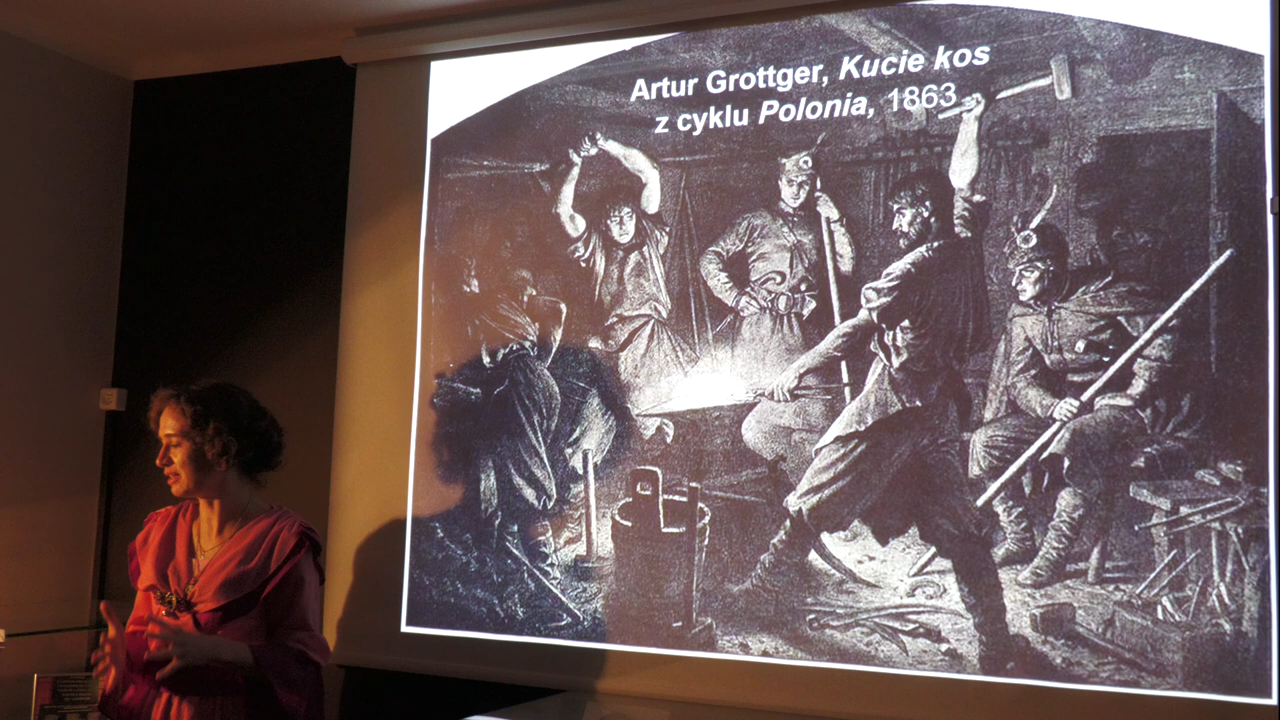 Artur Grottger, Kucie kos
z cyklu Polonia, 1863